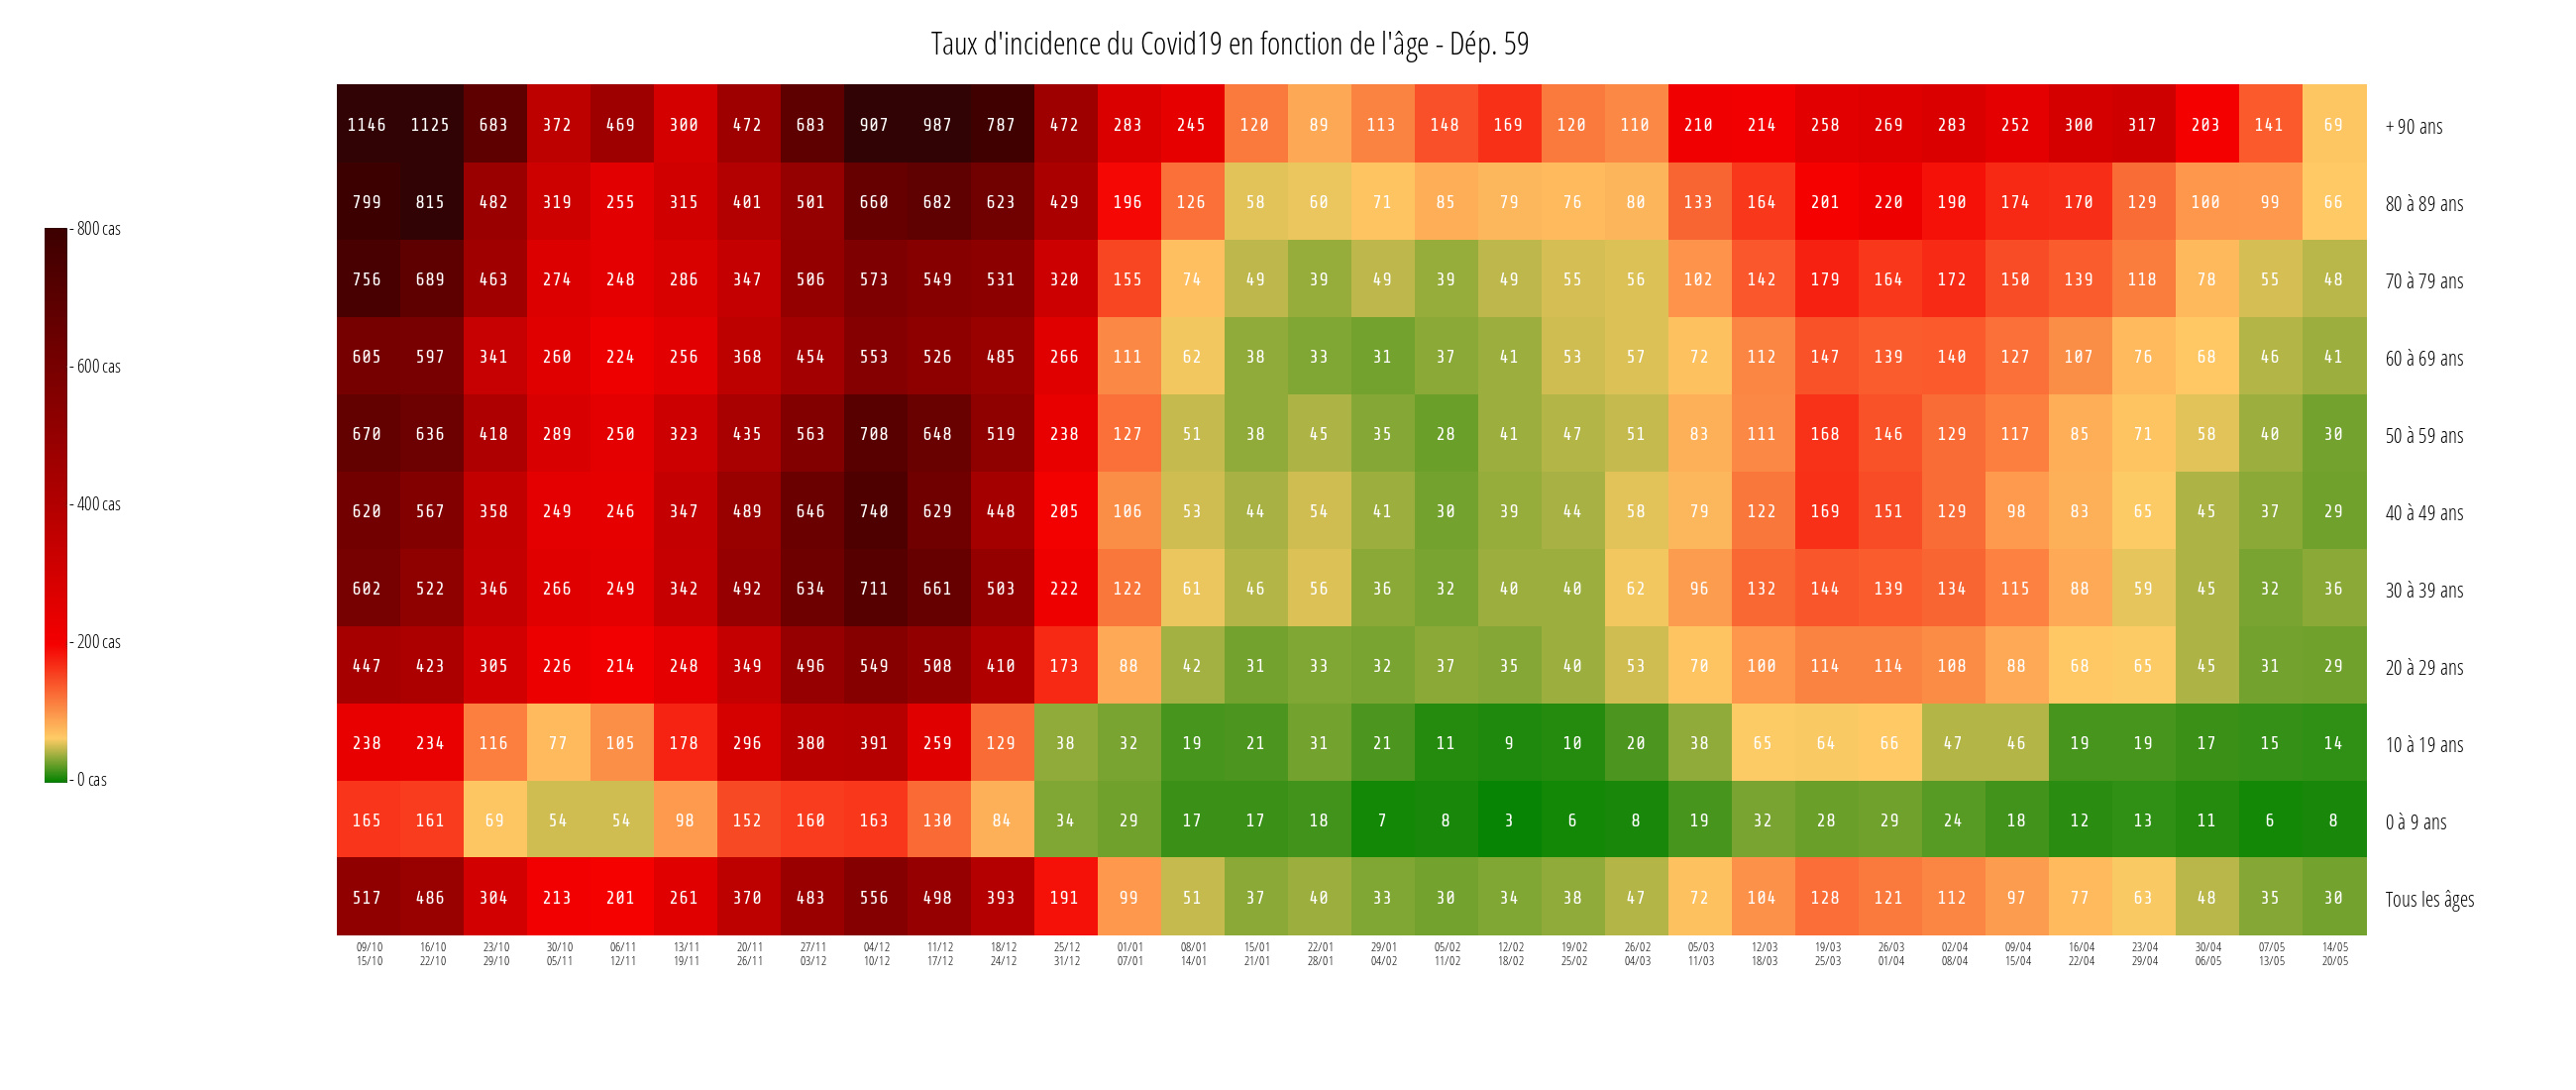 Taux d'incidence du Covid19 en fonction de l'âge - Dép. 59
- 800 cas
- 600 cas
- 400 cas
- 200 cas
- 0 cas
1146 1125 683 372 469 300 472 683 907 987 787 472 283 245 120 89 113 148 169 120 110 210 214 258 269 283 252 300 317 203 141 69 + 90 ans
799 815 482 319 255 315 401 501 660 682 623 429 196 126 58 60 71 85 79 76 80 133 164 201 220 190 174 170 129 100 99 66 80 à 89 ans
756 689 463 274 248 286 347 506 573 549 531 320 155 74 49 39 49 39 49 55 56 102 142 179 164 172 150 139 118 78 55 48 70 à 79 ans
605 597 341 260 224 256 368 454 553 526 485 266 111 62 38 33 31 37 41 53 57 72 112 147 139 140 127 107 76 68 46 41 60 à 69 ans
670 636 418 289 250 323 435 563 708 648 519 238 127 51 38 45 35 28 41 47 51 83 111 168 146 129 117 85 71 58 40 30 50 à 59 ans
620 567 358 249 246 347 489 646 740 629 448 205 106 53 44 54 41 30 39 44 58 79 122 169 151 129 98 83 65 45 37 29 40 à 49 ans
602 522 346 266 249 342 492 634 711 661 503 222 122 61 46 56 36 32 40 40 62 96 132 144 139 134 115 88 59 45 32 36 30 à 39 ans
447 423 305 226 214 248 349 496 549 508 410 173 88 42 31 33 32 37 35 40 53 70 100 114 114 108 88 68 65 45 31 29 20 à 29 ans
238 234 116 77 105 178 296 380 391 259 129 38 32 19 21 31 21 11 9 10 20 38 65 64 66 47 46 19 19 17 15 14 10 à 19 ans
165 161 69 54 54 98 152 160 163 130 84 34 29 17 17 18 7 8 3 6 8 19 32 28 29 24 18 12 13 11 6 8 0 à 9 ans
517 486 304 213 201 261 370 483 556 498 393 191 99 51 37 40 33 30 34 38 47 72 104 128 121 112 97 77 63 48 35 30 Tous les âges
09/10 16/10 23/10 30/10 06/11 13/11 20/11 27/11 04/12 11/12 18/12 25/12 01/01 08/01 15/01 22/01 29/01 05/02 12/02 19/02 26/02 05/03 12/03 19/03 26/03 02/04 09/04 16/04 23/04 30/04 07/05 14/05
15/10 22/10 29/10 05/11 12/11 19/11 26/11 03/12 10/12 17/12 24/12 31/12 07/01 14/01 21/01 28/01 04/02 11/02 18/02 25/02 04/03 11/03 18/03 25/03 01/04 08/04 15/04 22/04 29/04 06/05 13/05 20/05